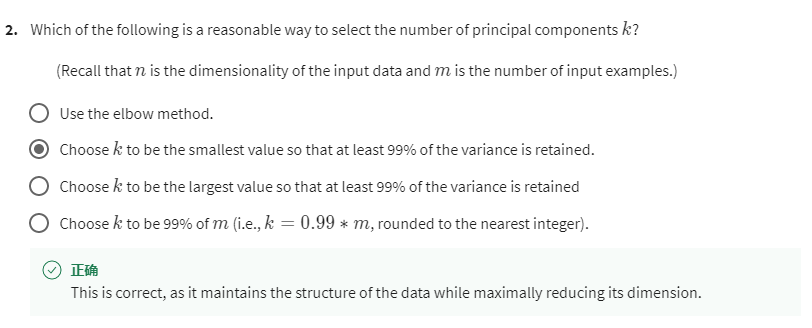 2. Which of the following is a reasonable way to select the number of principal components k?
(Recall that n is the dimensionality of the input data and m is the number of input examples.)
Use the elbow method.
Choose k to be the smallest value so that at least 99% of the variance is retained.
Choose k to be the largest value so that at least 99% of the variance is retained
Choose k to be 99% of m (i.e., k = 0.99 ∗ m, rounded to the nearest integer).
正确
This is correct, as it maintains the structure of the data while maximally reducing its dimension.